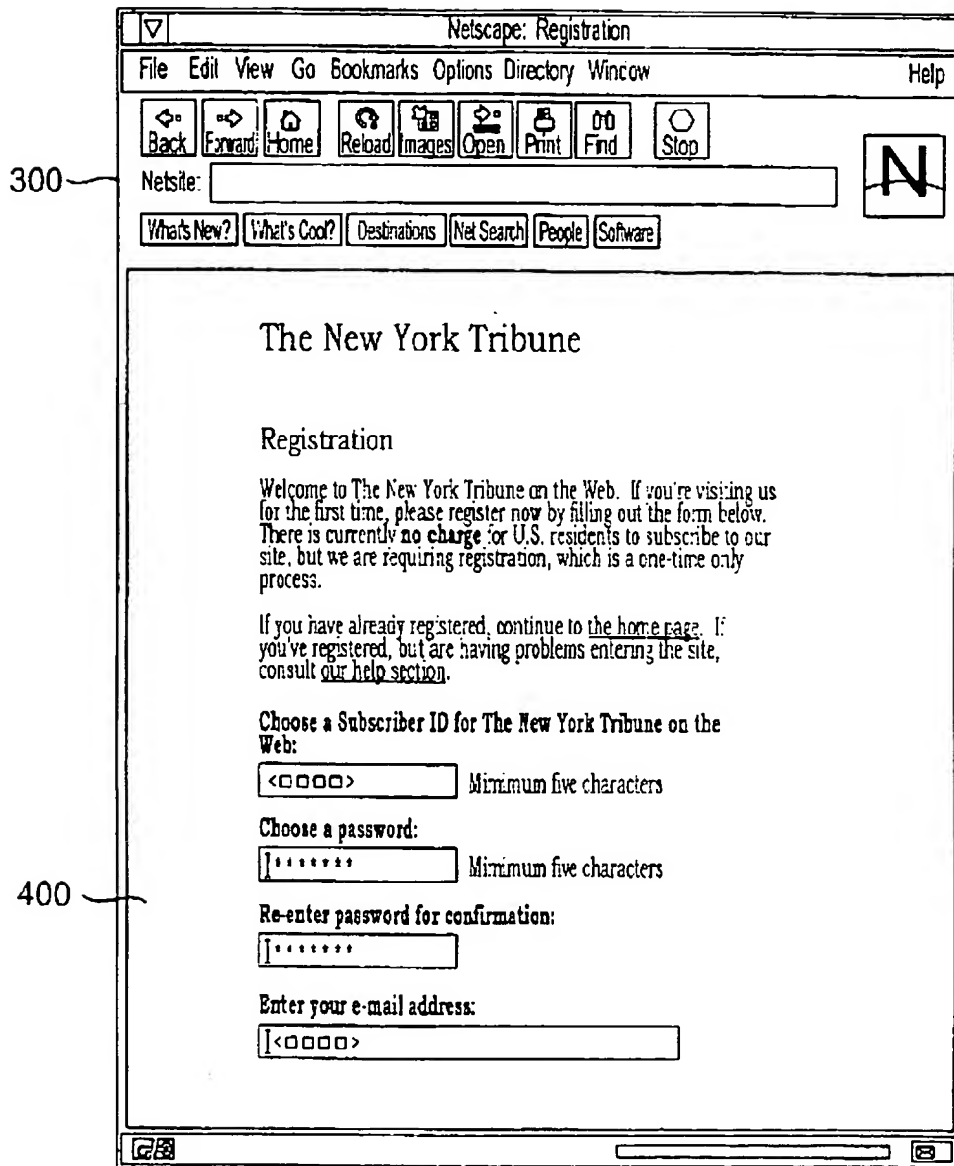 Netscape: Registration
File Edit View Go Bookmarks Options Directory Window Help
Back Forward Home Reload Images Open Print Find Stop
N
300
Netsite:
What's New? What's Cool? Destinations Net Search People Software
The New York Tribune
Registration
Welcome to The New York Tribune on the Web. If you're visiting us
for the first time, please register now by filling out the form below.
There is currently no charge for U.S. residents to subscribe to our
site, but we are requiring registration, which is a one-time only
process.
If you have already registered, continue to the home page. If
you've registered, but are having problems entering the site,
consult our help section.
Choose a Subscriber ID for The New York Tribune on the
Web:
<□□□□> Minimum five characters
Choose a password:
******* Minimum five characters
400
Re-enter password for confirmation:
*******
Enter your e-mail address:
<□□□□>